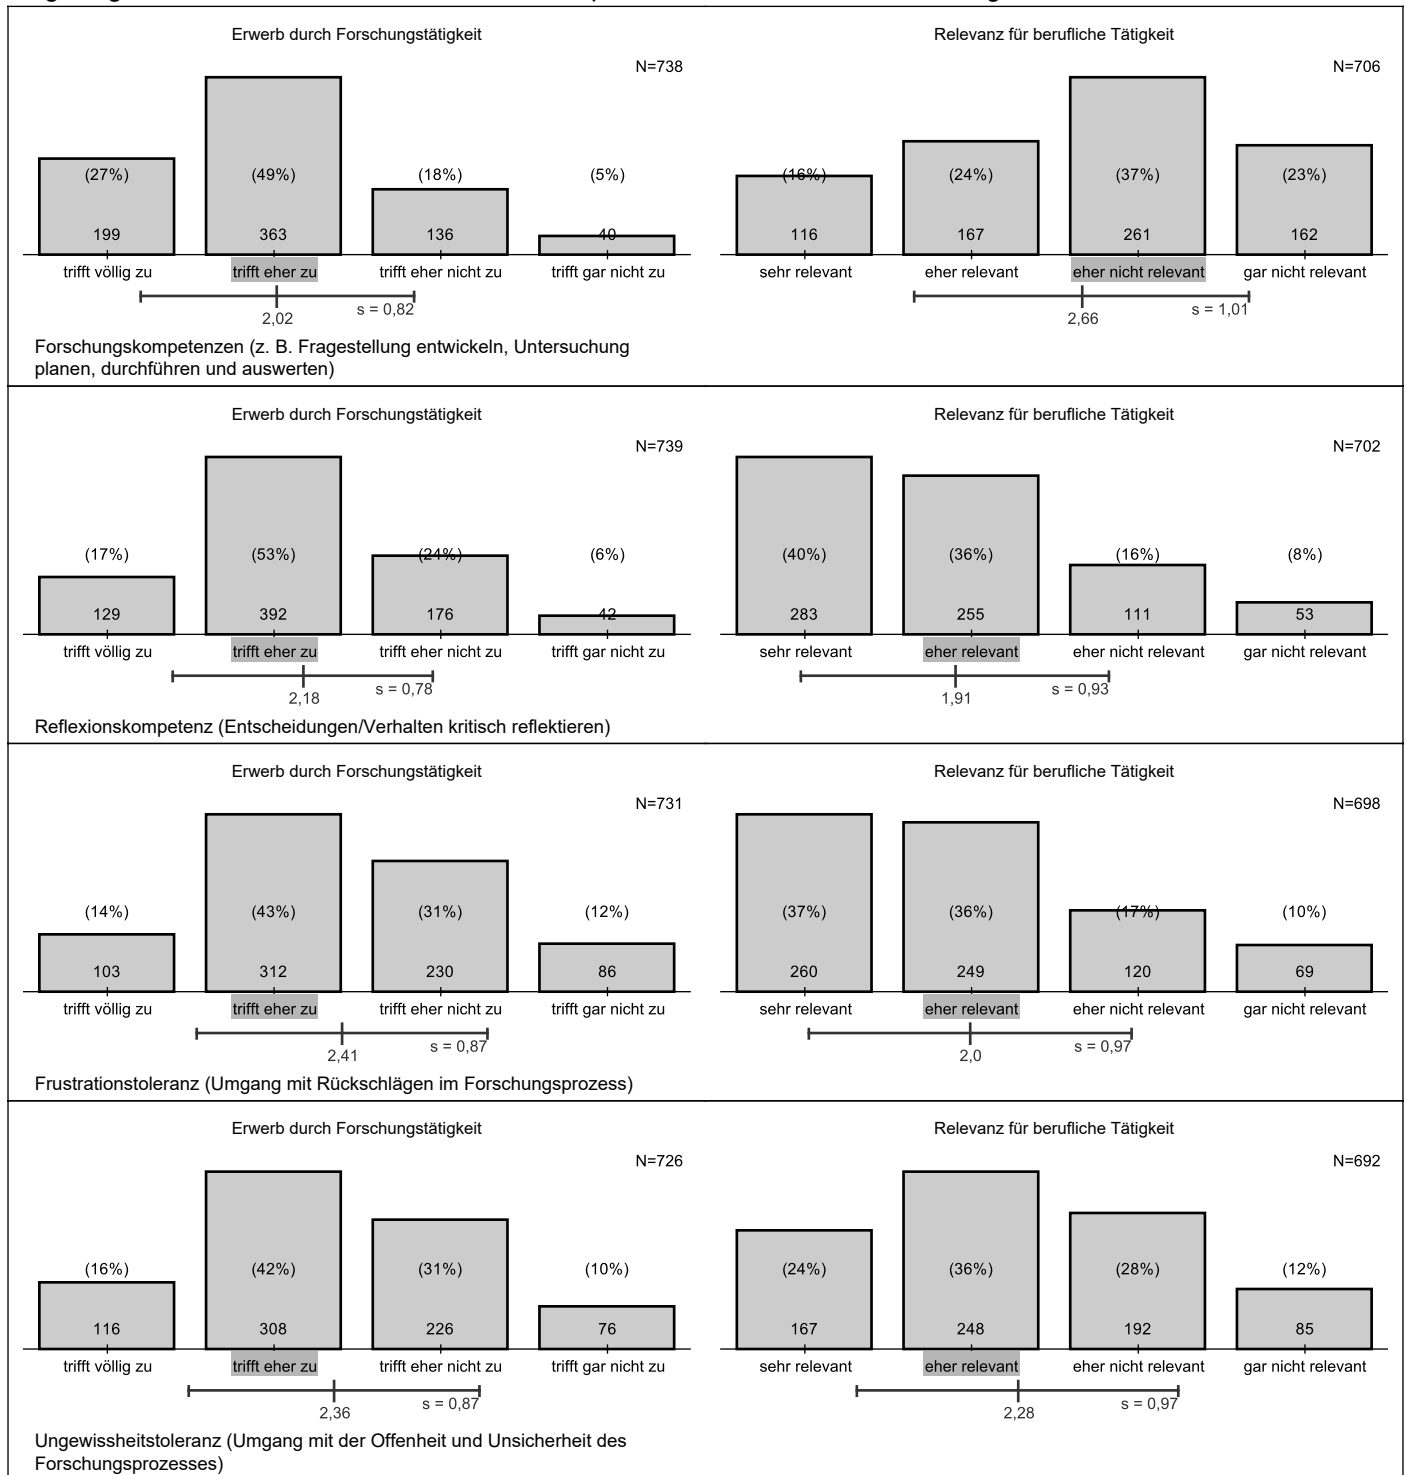 Erwerb durch Forschungstätigkeit
N=738
(27%) (49%) (18%) (5%)
199 363 136 40
trifft völlig zu trifft eher zu trifft eher nicht zu trifft gar nicht zu
s = 0,82
2,02
Relevanz für berufliche Tätigkeit
N=706
(16%) (24%) (37%) (23%)
116 167 261 162
sehr relevant eher relevant eher nicht relevant gar nicht relevant
s = 1,01
2,66
Forschungskompetenzen (z. B. Fragestellung entwickeln, Untersuchung
planen, durchführen und auswerten)
Erwerb durch Forschungstätigkeit
N=739
(17%) (53%) (24%) (6%)
129 392 176 42
trifft völlig zu trifft eher zu trifft eher nicht zu trifft gar nicht zu
s = 0,78
2,18
Relevanz für berufliche Tätigkeit
N=702
(40%) (36%) (16%) (8%)
283 255 111 53
sehr relevant eher relevant eher nicht relevant gar nicht relevant
s = 0,93
1,91
Reflexionskompetenz (Entscheidungen/Verhalten kritisch reflektieren)
Erwerb durch Forschungstätigkeit
N=731
(14%) (43%) (31%) (12%)
103 312 230 86
trifft völlig zu trifft eher zu trifft eher nicht zu trifft gar nicht zu
s = 0,87
2,41
Relevanz für berufliche Tätigkeit
N=698
(37%) (36%) (17%) (10%)
260 249 120 69
sehr relevant eher relevant eher nicht relevant gar nicht relevant
s = 0,97
2,0
Frustrationstoleranz (Umgang mit Rückschlägen im Forschungsprozess)
Erwerb durch Forschungstätigkeit
N=726
(16%) (42%) (31%) (10%)
116 308 226 76
trifft völlig zu trifft eher zu trifft eher nicht zu trifft gar nicht zu
s = 0,87
2,36
Relevanz für berufliche Tätigkeit
N=692
(24%) (36%) (28%) (12%)
167 248 192 85
sehr relevant eher relevant eher nicht relevant gar nicht relevant
s = 0,97
2,28
Ungewissheitstoleranz (Umgang mit der Offenheit und Unsicherheit des
Forschungsprozesses)